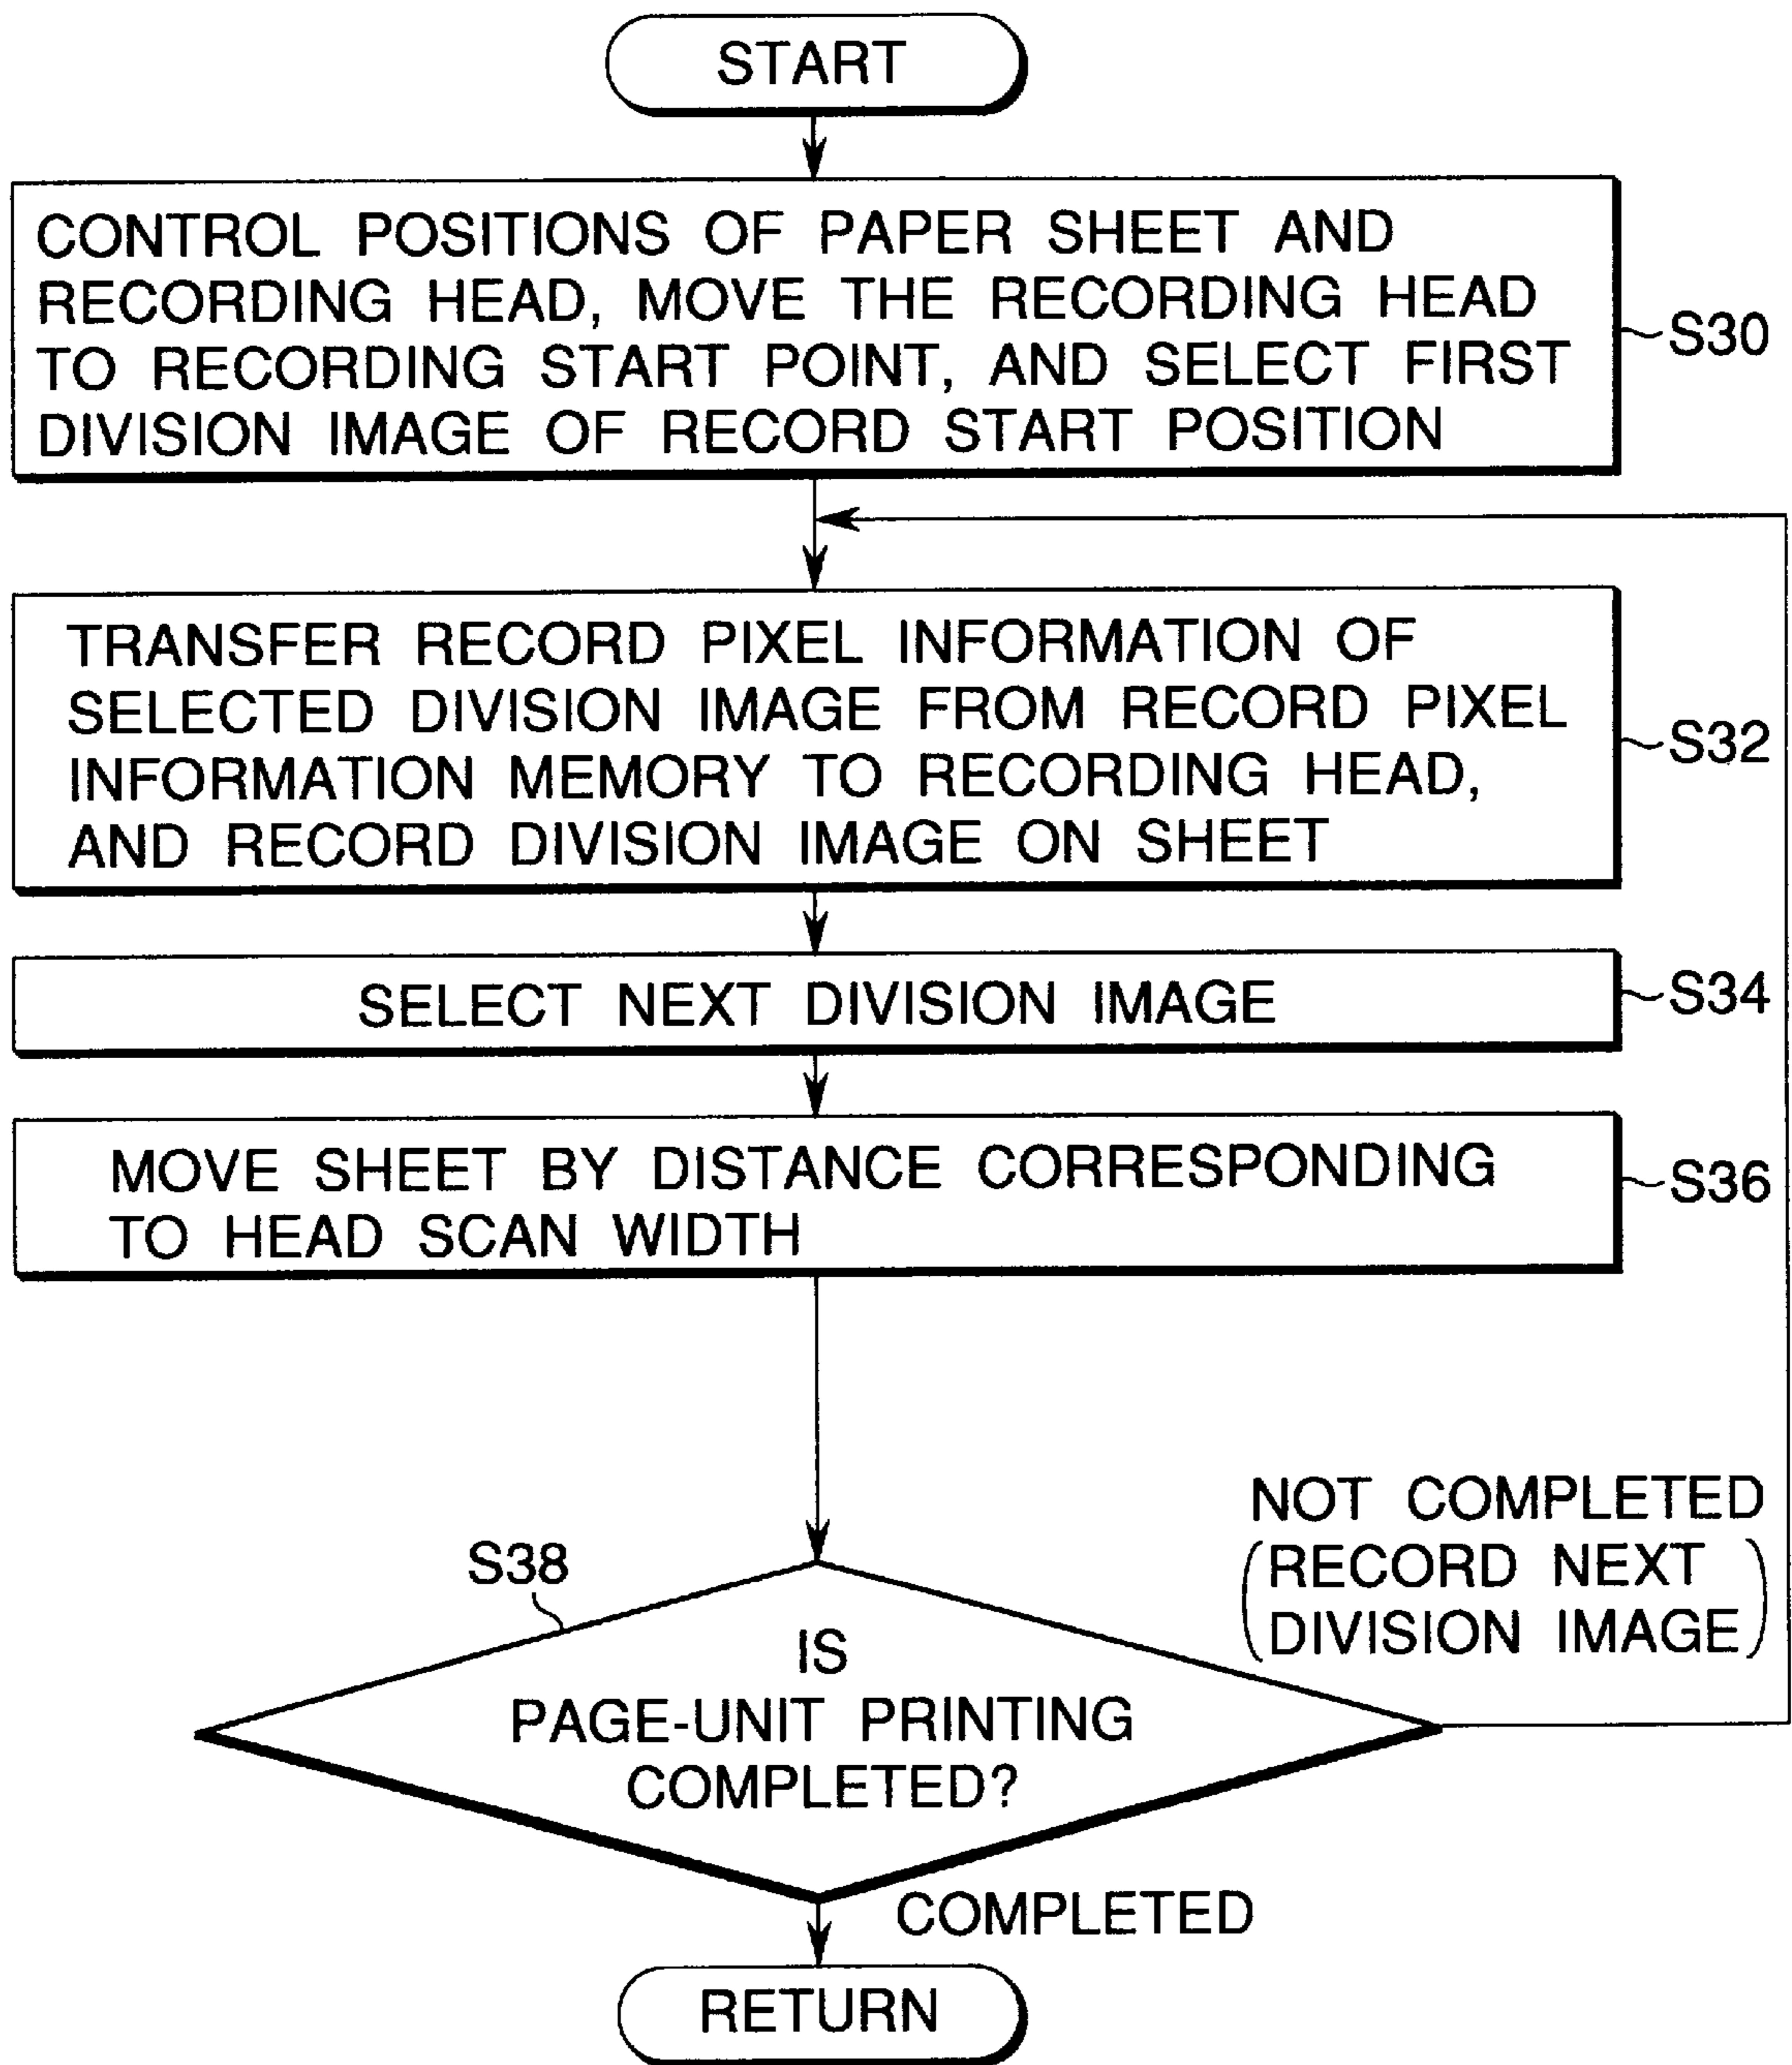 START
CONTROL POSITIONS OF PAPER SHEET AND
RECORDING HEAD, MOVE THE RECORDING HEAD
TO RECORDING START POINT, AND SELECT FIRST
DIVISION IMAGE OF RECORD START POSITION
S30
TRANSFER RECORD PIXEL INFORMATION OF
SELECTED DIVISION IMAGE FROM RECORD PIXEL
INFORMATION MEMORY TO RECORDING HEAD,
AND RECORD DIVISION IMAGE ON SHEET
S32
SELECT NEXT DIVISION IMAGE
S34
MOVE SHEET BY DISTANCE CORRESPONDING
TO HEAD SCAN WIDTH
S36
S38
IS
PAGE-UNIT PRINTING
COMPLETED?
NOT COMPLETED
(RECORD NEXT
DIVISION IMAGE)
COMPLETED
RETURN